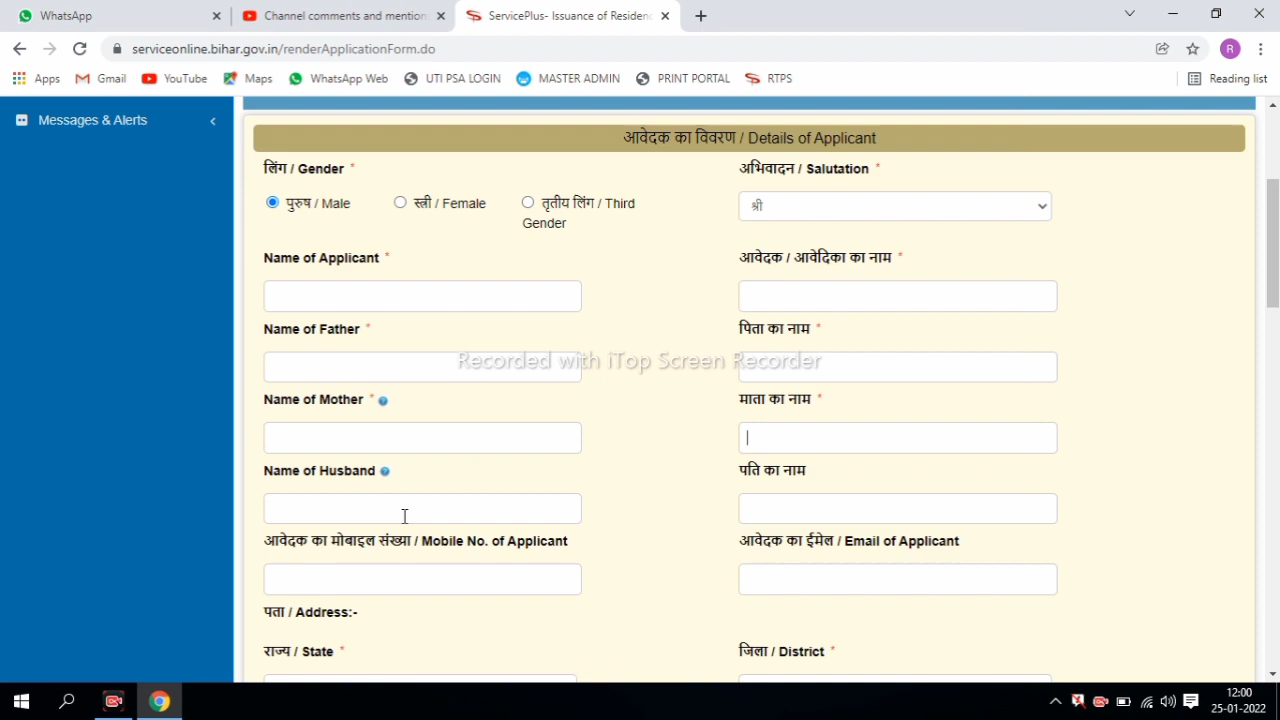 WhatsApp
Channel comments and mention
ServicePlus- Issuance of Residenc
serviceonline.bihar.gov.in/renderApplicationForm.do
R
Apps Gmail YouTube Maps WhatsApp Web UTI PSA LOGIN MASTER ADMIN PRINT PORTAL RTPS Reading list
Messages & Alerts
आवेदक का विवरण / Details of Applicant
लिंग / Gender * अभिवादन / Salutation *
पुरुष / Male स्त्री / Female तृतीय लिंग / Third
Gender
श्री
Name of Applicant * आवेदक / आवेदिका का नाम *
Name of Father * पिता का नाम *
Recorded with iTop Screen Recorder
Name of Mother * माता का नाम *
Name of Husband पति का नाम
आवेदक का मोबाइल संख्या / Mobile No. of Applicant आवेदक का ईमेल / Email of Applicant
पता / Address:-
राज्य / State * जिला / District *
12:00
25-01-2022